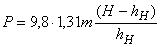 P = 9,8 · 1,31m (H − h_H) / h_H